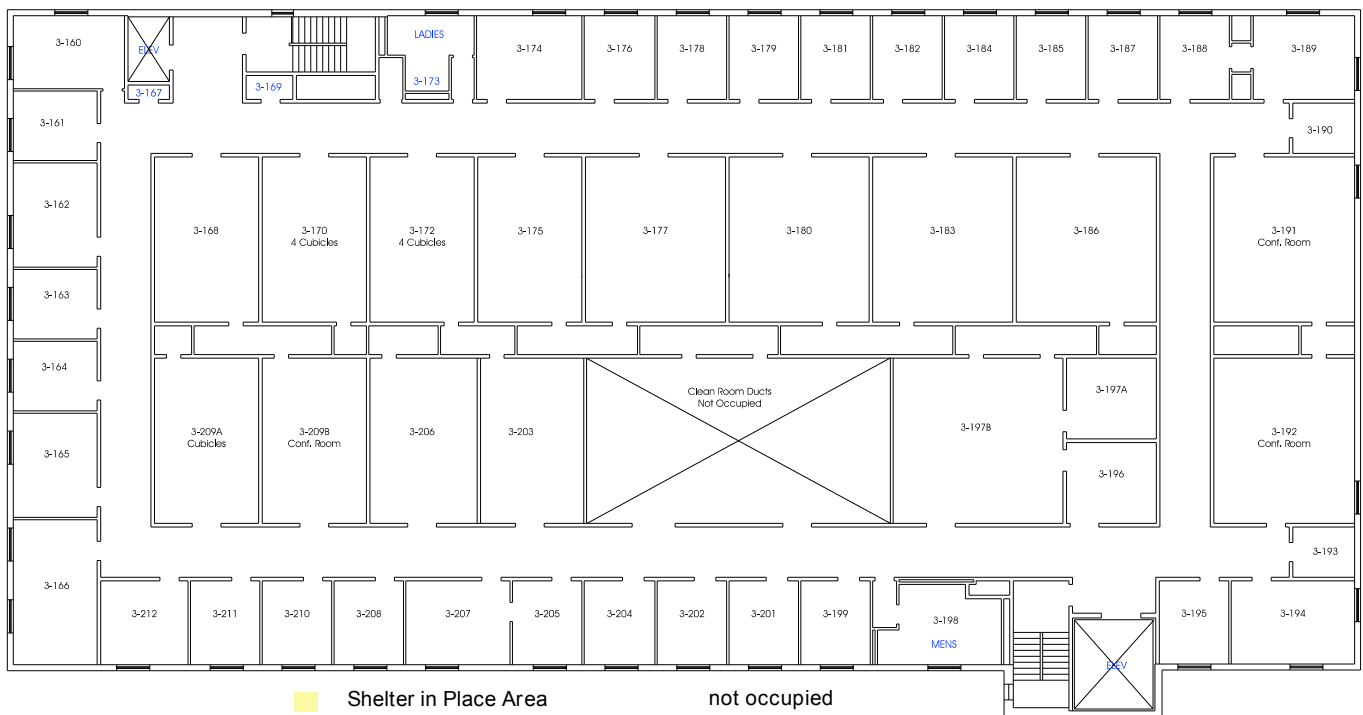 3-160
ELEV
LADIES
3-174
3-176
3-178
3-179
3-181
3-182
3-184
3-185
3-187
3-188
3-189
3-167
3-169
3-173
3-161
3-190
3-162
3-168
3-170
4 Cubicles
3-172
4 Cubicles
3-175
3-177
3-180
3-183
3-186
3-191
Conf. Room
3-163
3-164
3-165
3-209A
Cubicles
3-209B
Conf. Room
3-206
3-203
Clean Room Ducts
Not Occupied
3-197B
3-197A
3-196
3-192
Conf. Room
3-166
3-193
3-212
3-211
3-210
3-208
3-207
3-205
3-204
3-202
3-201
3-199
3-198
MENS
ELEV
3-195
3-194
Shelter in Place Area
not occupied